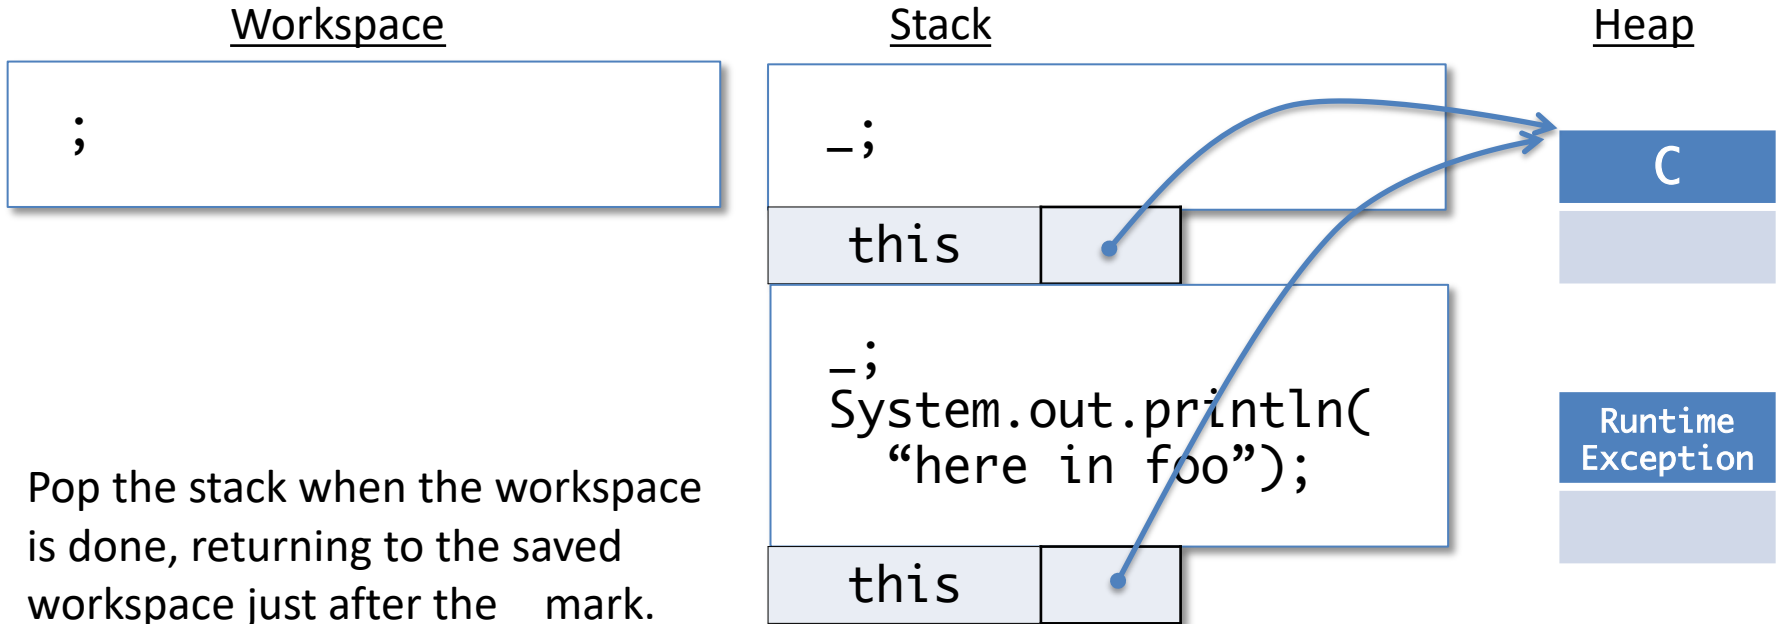 Workspace
Stack
Heap
;
_;
C
this
_;
System.out.println(
“here in foo”);
Runtime
Exception
Pop the stack when the workspace
is done, returning to the saved
workspace just after the mark.
this